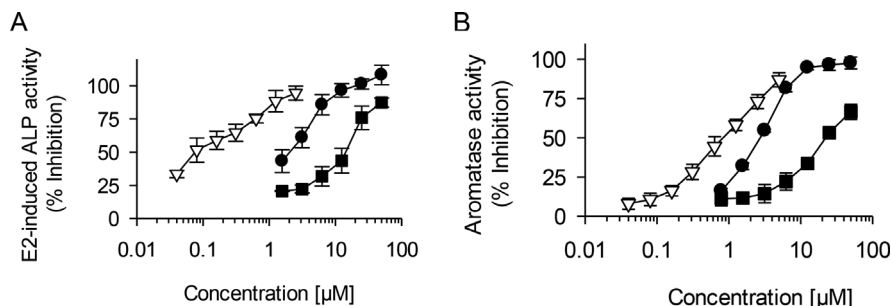 A
E2-induced ALP activity
(% Inhibition)
100
75
50
25
0
0.01
0.1
1
10
100
Concentration [µM]
B
Aromatase activity
(% Inhibition)
100
75
50
25
0
0.01
0.1
1
10
100
Concentration [µM]